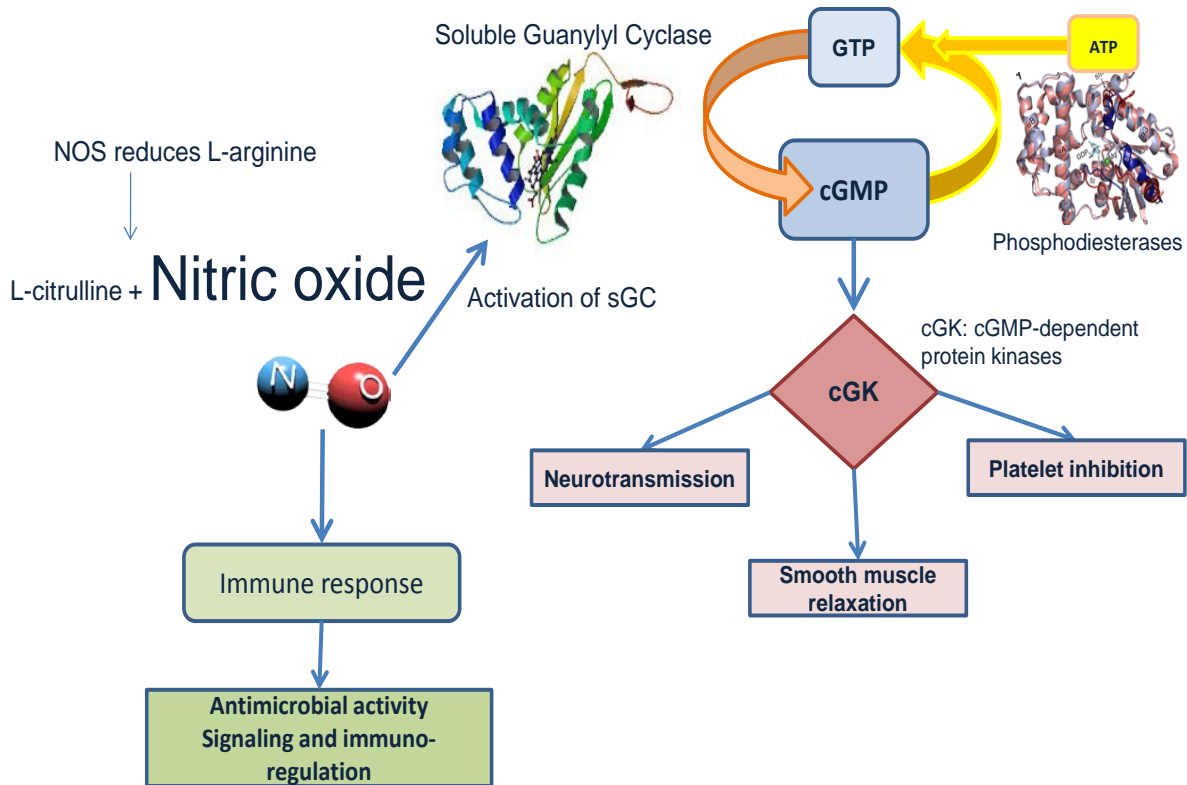 Soluble Guanylyl Cyclase
GTP
ATP
NOS reduces L-arginine
cGMP
Phosphodiesterases
L-citrulline + Nitric oxide
Activation of sGC
cGK: cGMP-dependent
protein kinases
N
O
cGK
Neurotransmission
Platelet inhibition
Smooth muscle
relaxation
Immune response
Antimicrobial activity
Signaling and immuno-
regulation